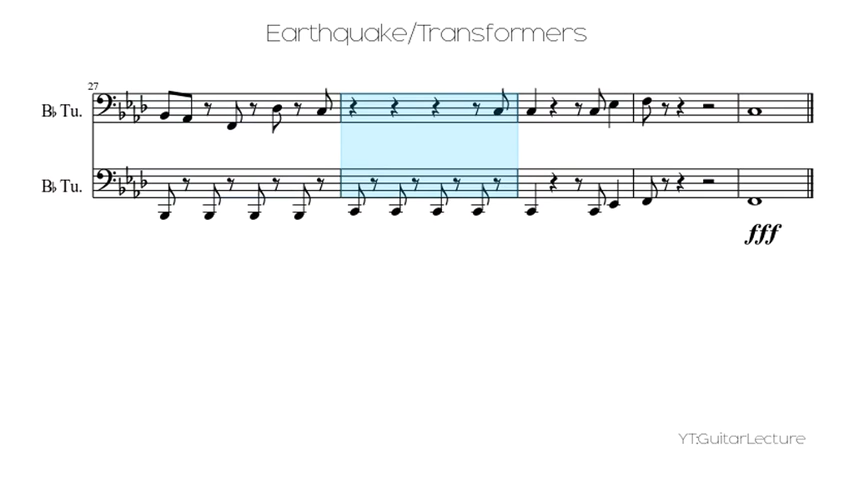 Earthquake/Transformers
27
B♭ Tu.
B♭ Tu.
fff
YT:GuitarLecture